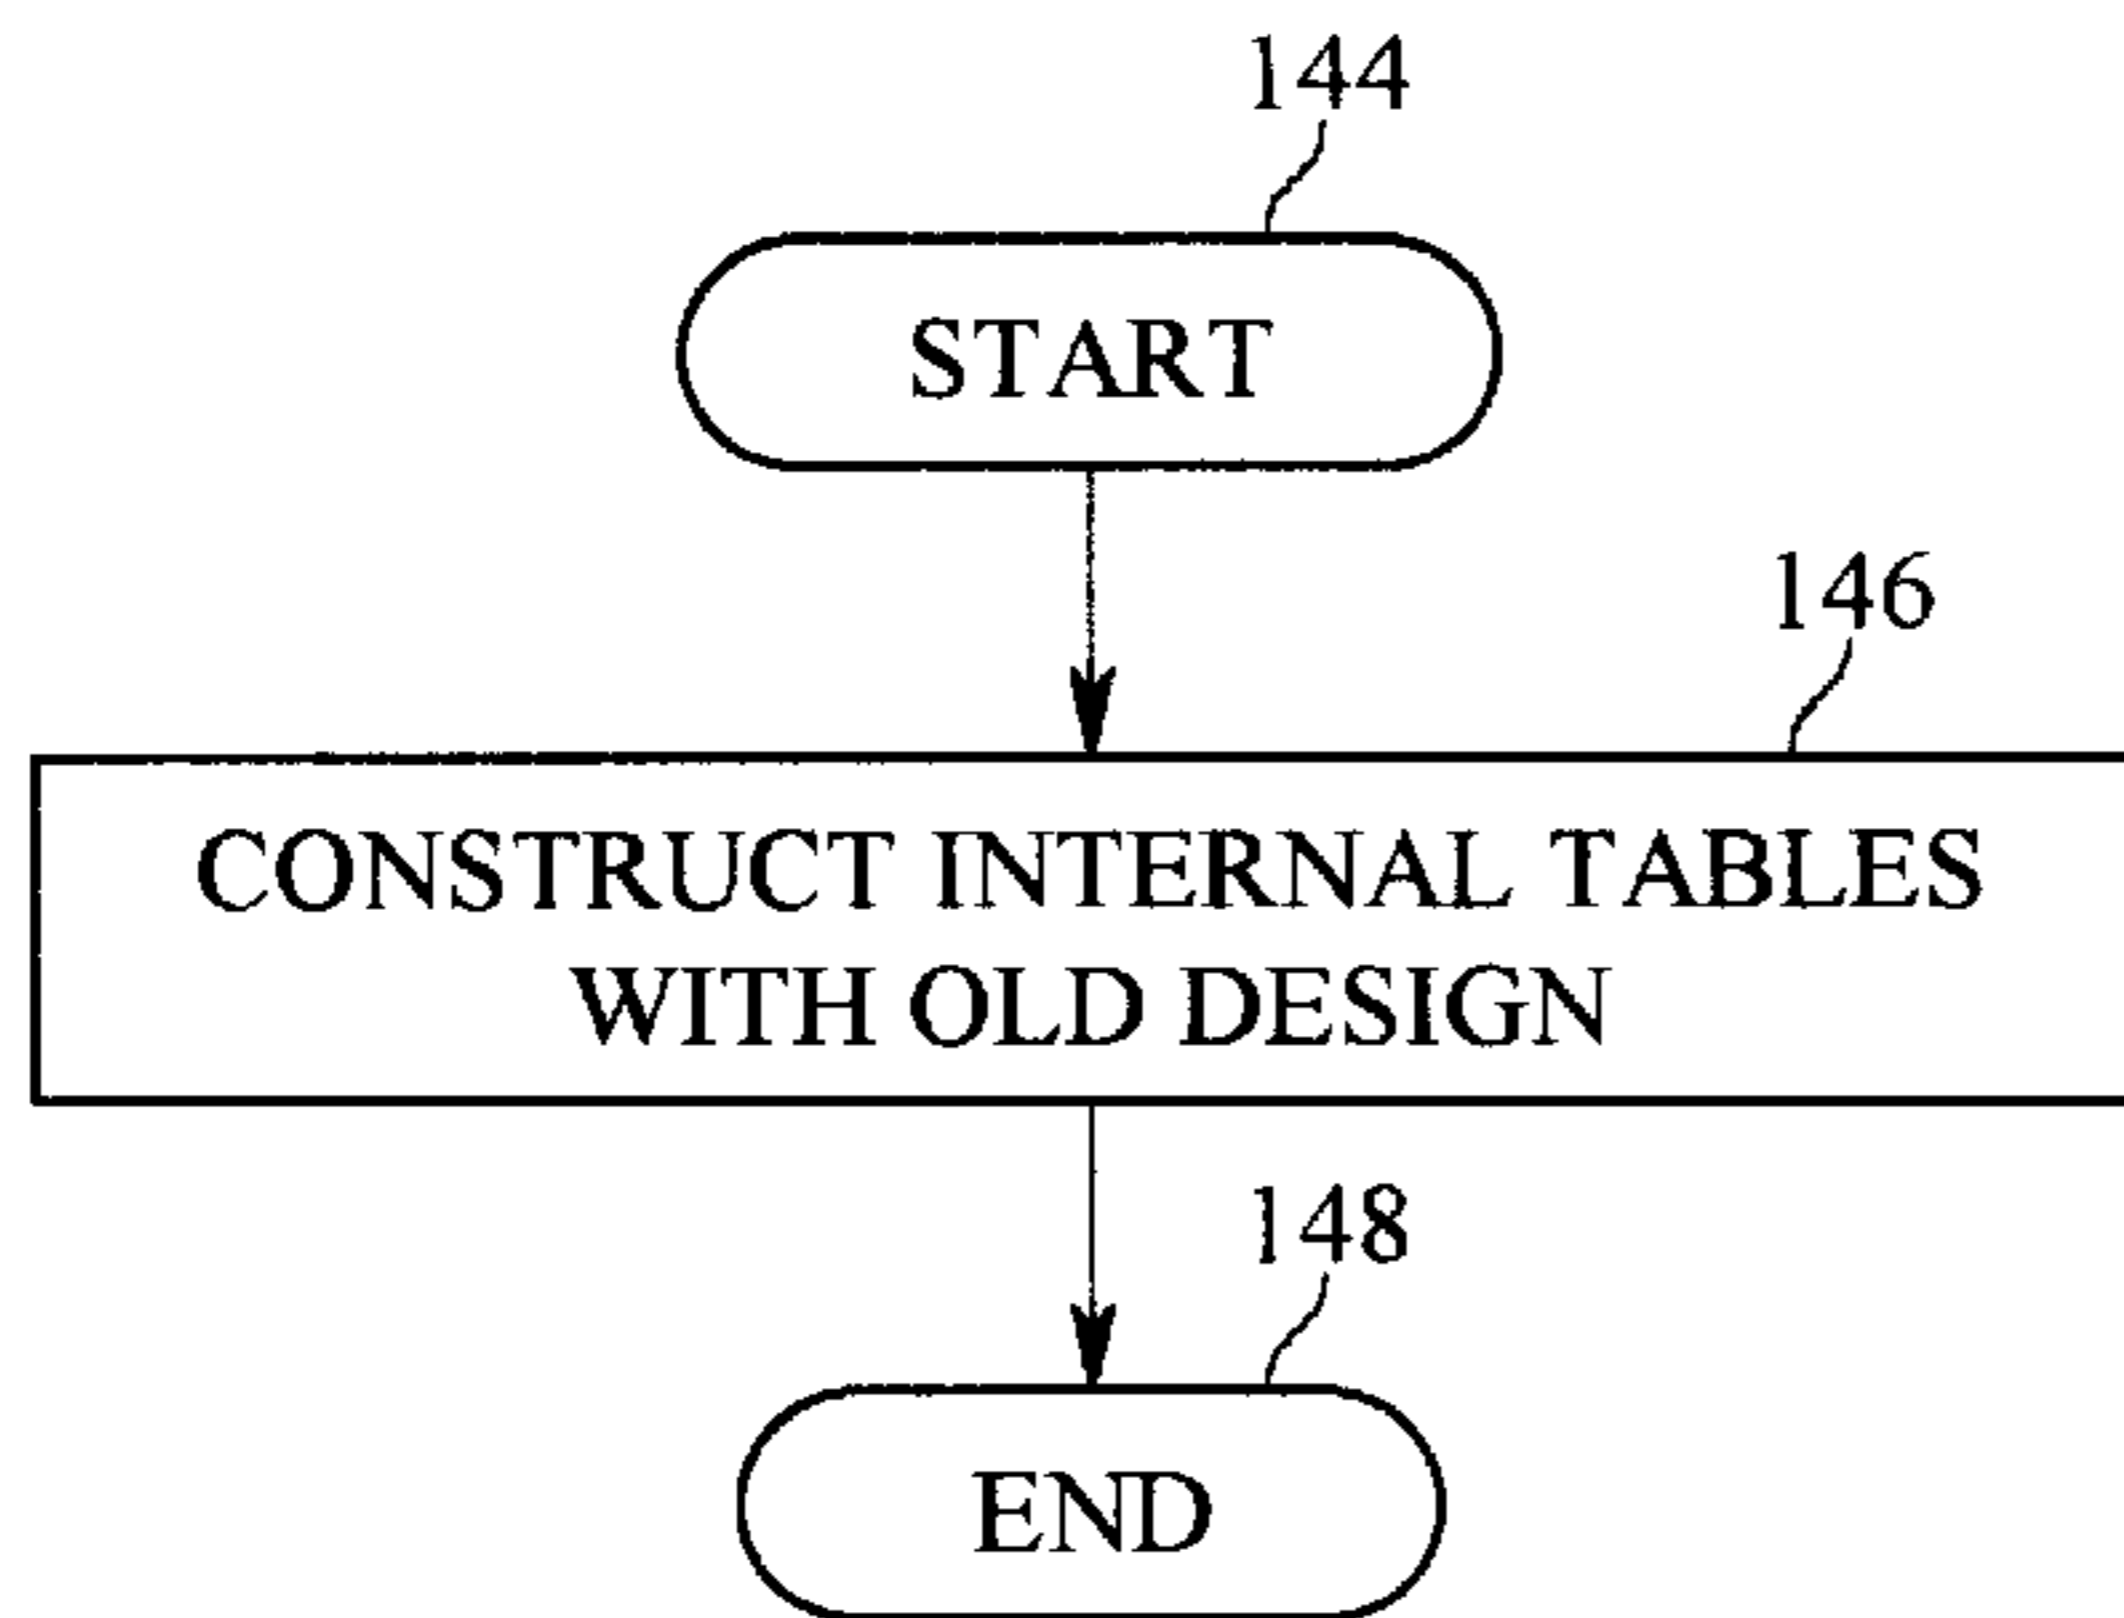 144
START
146
CONSTRUCT INTERNAL TABLES
WITH OLD DESIGN
148
END